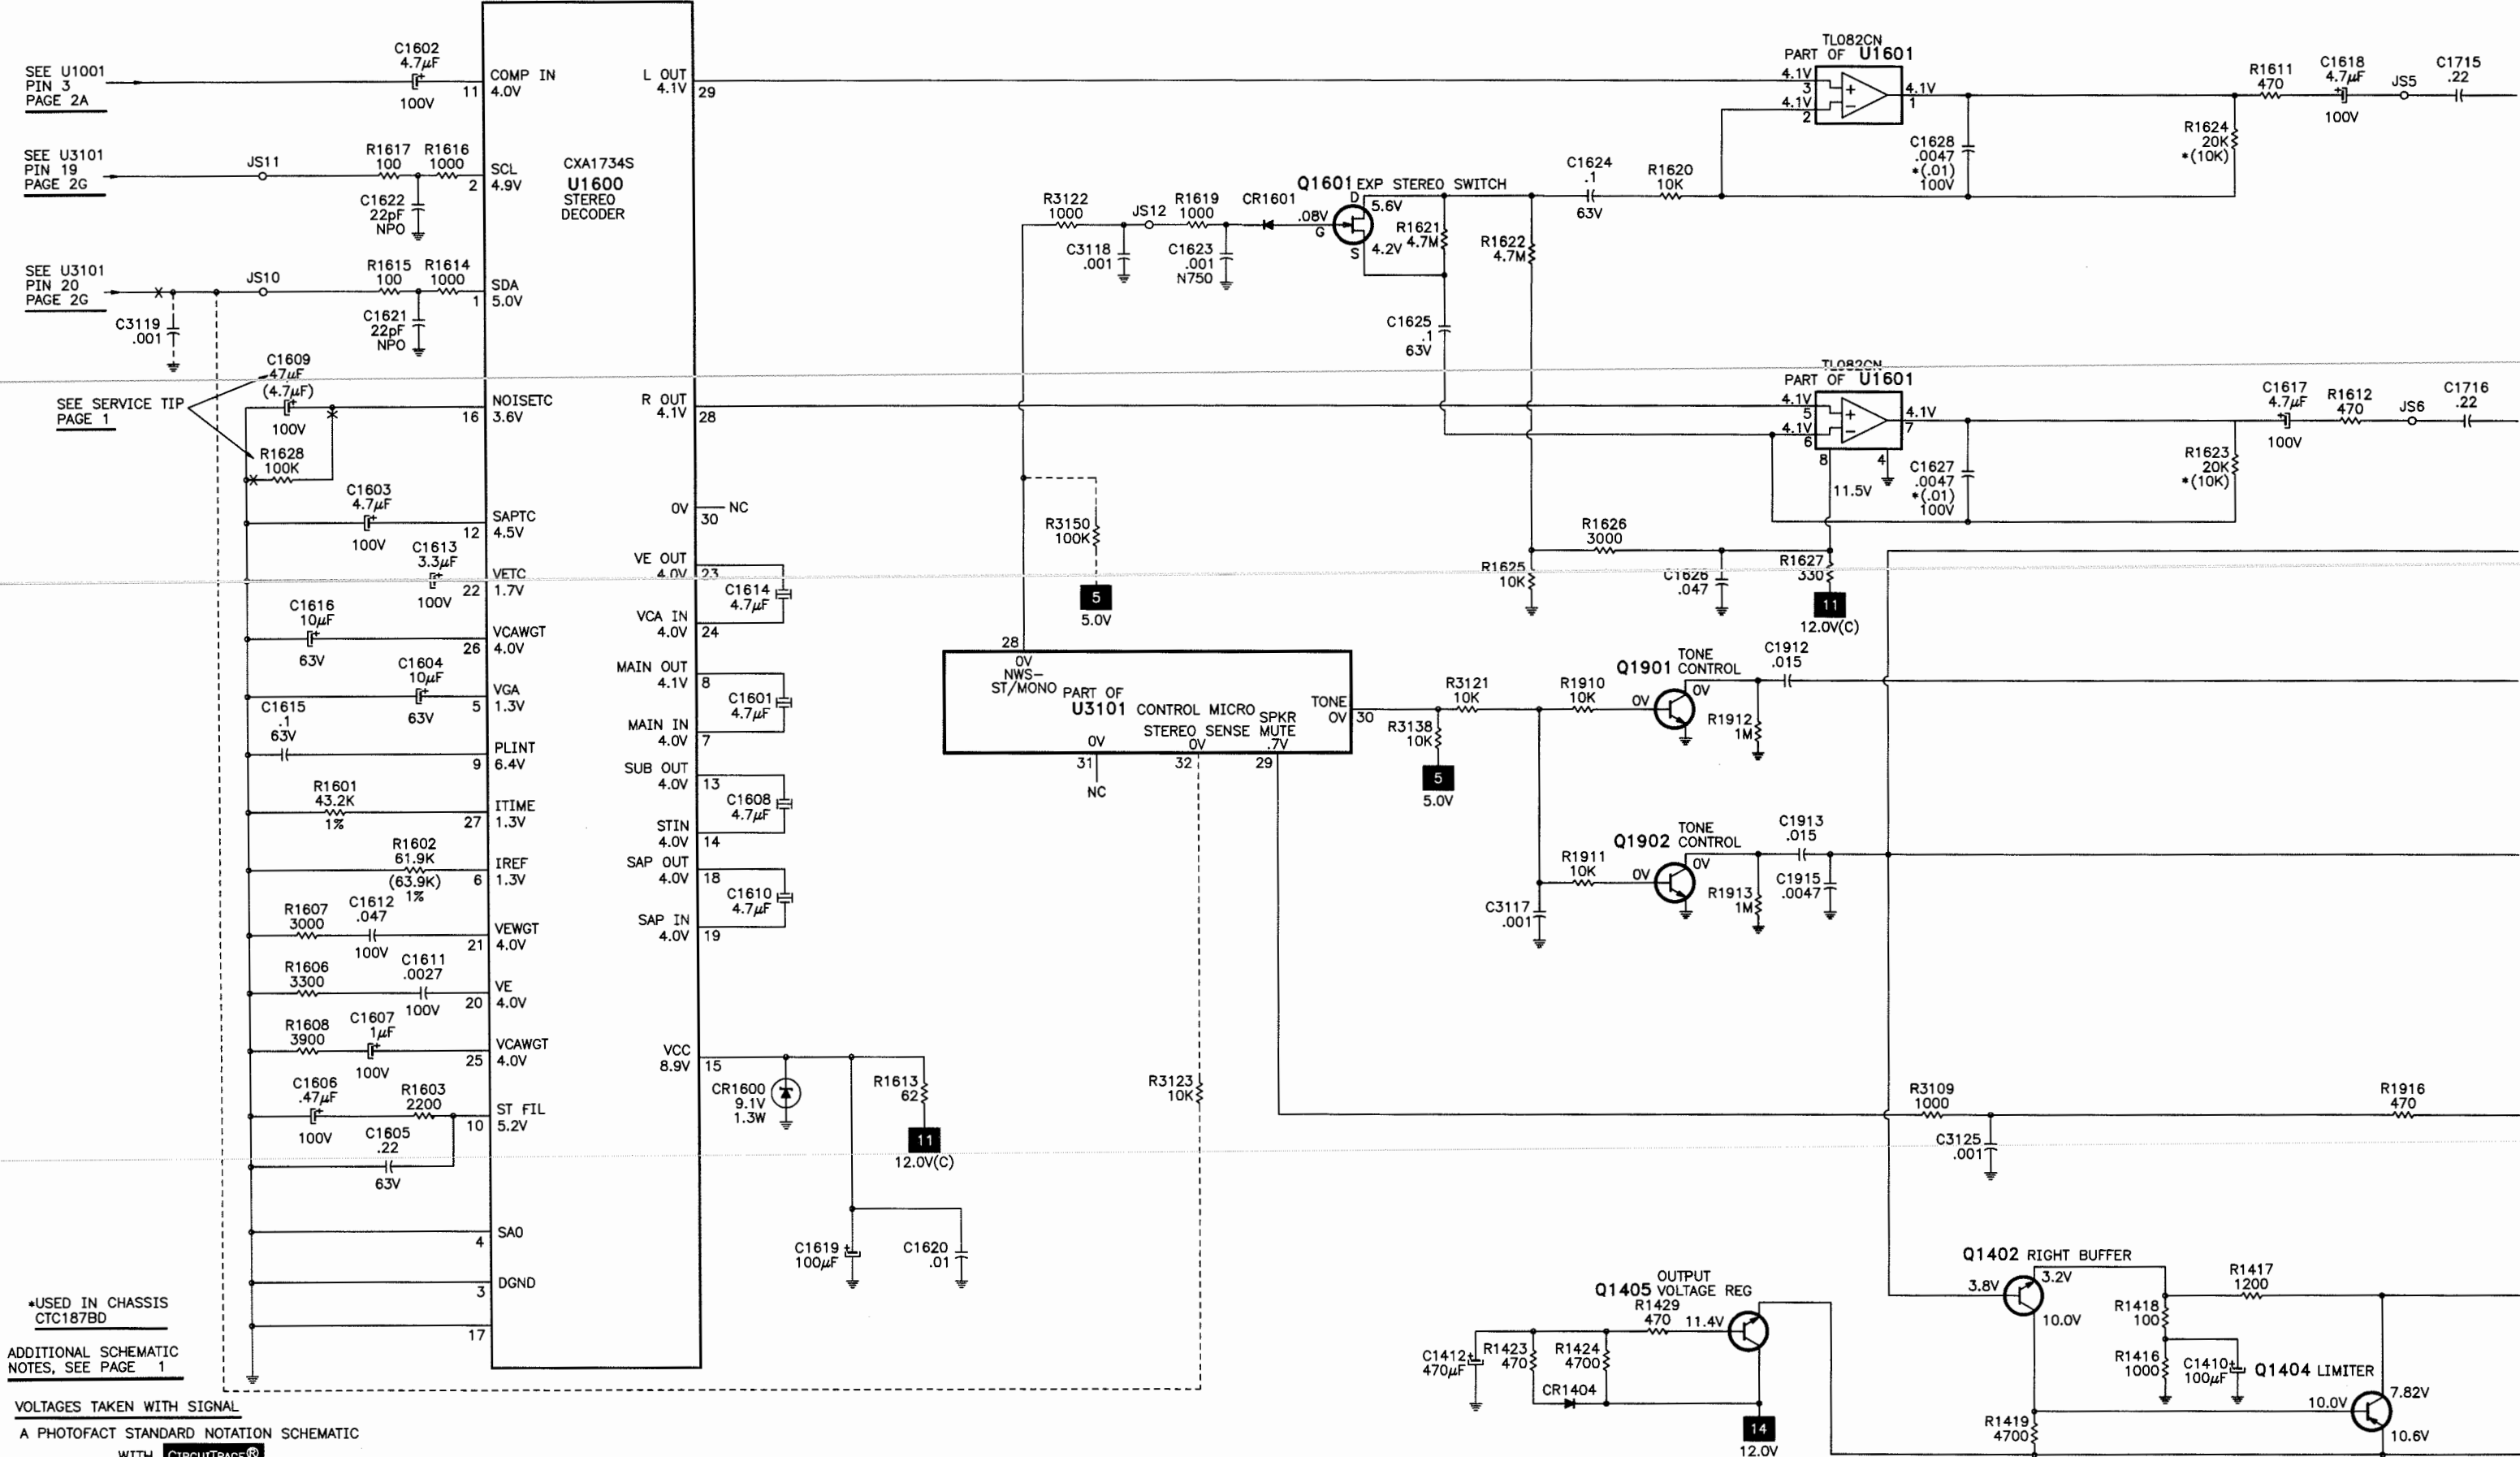 SEE U1001
PIN 3
PAGE 2A
C1602
4.7µF
100V
COMP IN
11 4.0V
L OUT
4.1V 29
SEE U3101
PIN 19
PAGE 2G
JS11
R1617
100
R1616
1000
C1622
22pF
NPO
SCL
2 4.9V
CXA1734S
U1600
STEREO
DECODER
SEE U3101
PIN 20
PAGE 2G
JS10
C3119
.001
R1615
100
R1614
1000
C1621
22pF
NPO
SDA
1 5.0V
SEE SERVICE TIP
PAGE 1
C1609
47µF
(4.7µF)
100V
R1628
100K
NOISETC
16 3.6V
R OUT
4.1V 28
C1603
4.7µF
100V
SAPTC
12 4.5V
0V 30 NC
C1613
3.3µF
100V
VETC
22 1.7V
VE OUT
4.0V 23
C1614
4.7µF
VCA IN
4.0V 24
C1616
10µF
63V
VCAWGT
26 4.0V
MAIN OUT
4.1V 8
C1601
4.7µF
MAIN IN
4.0V 7
C1604
10µF
63V
VGA
5 1.3V
C1615
.1
63V
PLINT
9 6.4V
SUB OUT
4.0V 13
C1608
4.7µF
STIN
4.0V 14
R1601
43.2K
1%
ITIME
27 1.3V
R1602
61.9K
(63.9K)
1%
IREF
6 1.3V
SAP OUT
4.0V 18
C1610
4.7µF
SAP IN
4.0V 19
R1607
3000
C1612
.047
100V
VEWGT
21 4.0V
R1606
3300
C1611
.0027
100V
VE
20 4.0V
R1608
3900
C1607
1µF
100V
VCAWGT
25 4.0V
VCC
8.9V 15
CR1600
9.1V
1.3W
R1613
62
11
12.0V(C)
C1606
.47µF
100V
R1603
2200
C1605
.22
63V
ST FIL
10 5.2V
C1619
100µF
C1620
.01
4 SA0
3 DGND
17
*USED IN CHASSIS
CTC187BD
ADDITIONAL SCHEMATIC
NOTES, SEE PAGE 1
VOLTAGES TAKEN WITH SIGNAL
A PHOTOFACT STANDARD NOTATION SCHEMATIC
WITH CIRCUITRACE®
R3122
1000
C3118
.001
JS12
R1619
1000
C1623
.001
N750
CR1601
Q1601 EXP STEREO SWITCH
D
5.6V
.08V
G
S
4.2V
R1621
4.7M
R1622
4.7M
C1624
.1
63V
R1620
10K
C1625
.1
63V
TL082CN
PART OF U1601
4.1V
3
+
4.1V
2
−
4.1V
1
C1628
.0047
*(.01)
100V
R1624
20K
*(10K)
R1611
470
C1618
4.7µF
100V
JS5
C1715
.22
TL082CN
PART OF U1601
4.1V
5
+
4.1V
6
−
4.1V
7
8
4
11.5V
C1627
.0047
*(.01)
100V
R1623
20K
*(10K)
C1617
4.7µF
100V
R1612
470
JS6
C1716
.22
R3150
100K
5
5.0V
R1626
3000
R1625
10K
C1626
.047
R1627
330
11
12.0V(C)
28
0V
NWS-
ST/MONO
PART OF
U3101 CONTROL MICRO
STEREO SENSE
SPKR
MUTE
TONE
0V 30
0V
31
NC
0V
32
.7V
29
R3121
10K
R3138
10K
5
5.0V
R1910
10K
Q1901 TONE
CONTROL
0V
0V
R1912
1M
C1912
.015
R1911
10K
Q1902 TONE
CONTROL
0V
0V
R1913
1M
C1913
.015
C1915
.0047
C3117
.001
R3123
10K
R3109
1000
C3125
.001
R1916
470
Q1405 OUTPUT
VOLTAGE REG
R1429
470
11.4V
C1412
470µF
R1423
470
R1424
4700
CR1404
14
12.0V
Q1402 RIGHT BUFFER
3.8V
3.2V
10.0V
R1417
1200
R1418
100
R1416
1000
C1410
100µF
Q1404 LIMITER
7.82V
10.0V
10.6V
R1419
4700